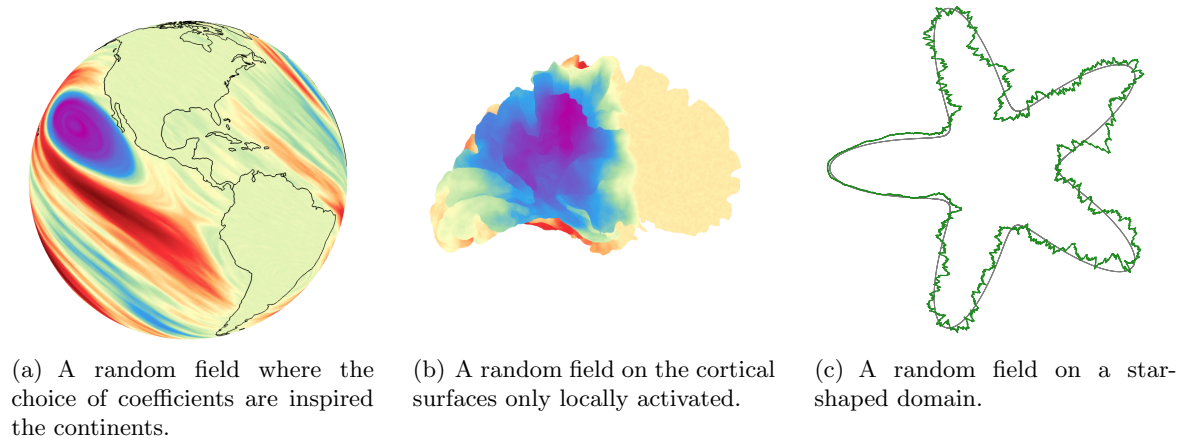 (a) A random field where the
choice of coefficients are inspired
the continents.
(b) A random field on the cortical
surfaces only locally activated.
(c) A random field on a star-
shaped domain.